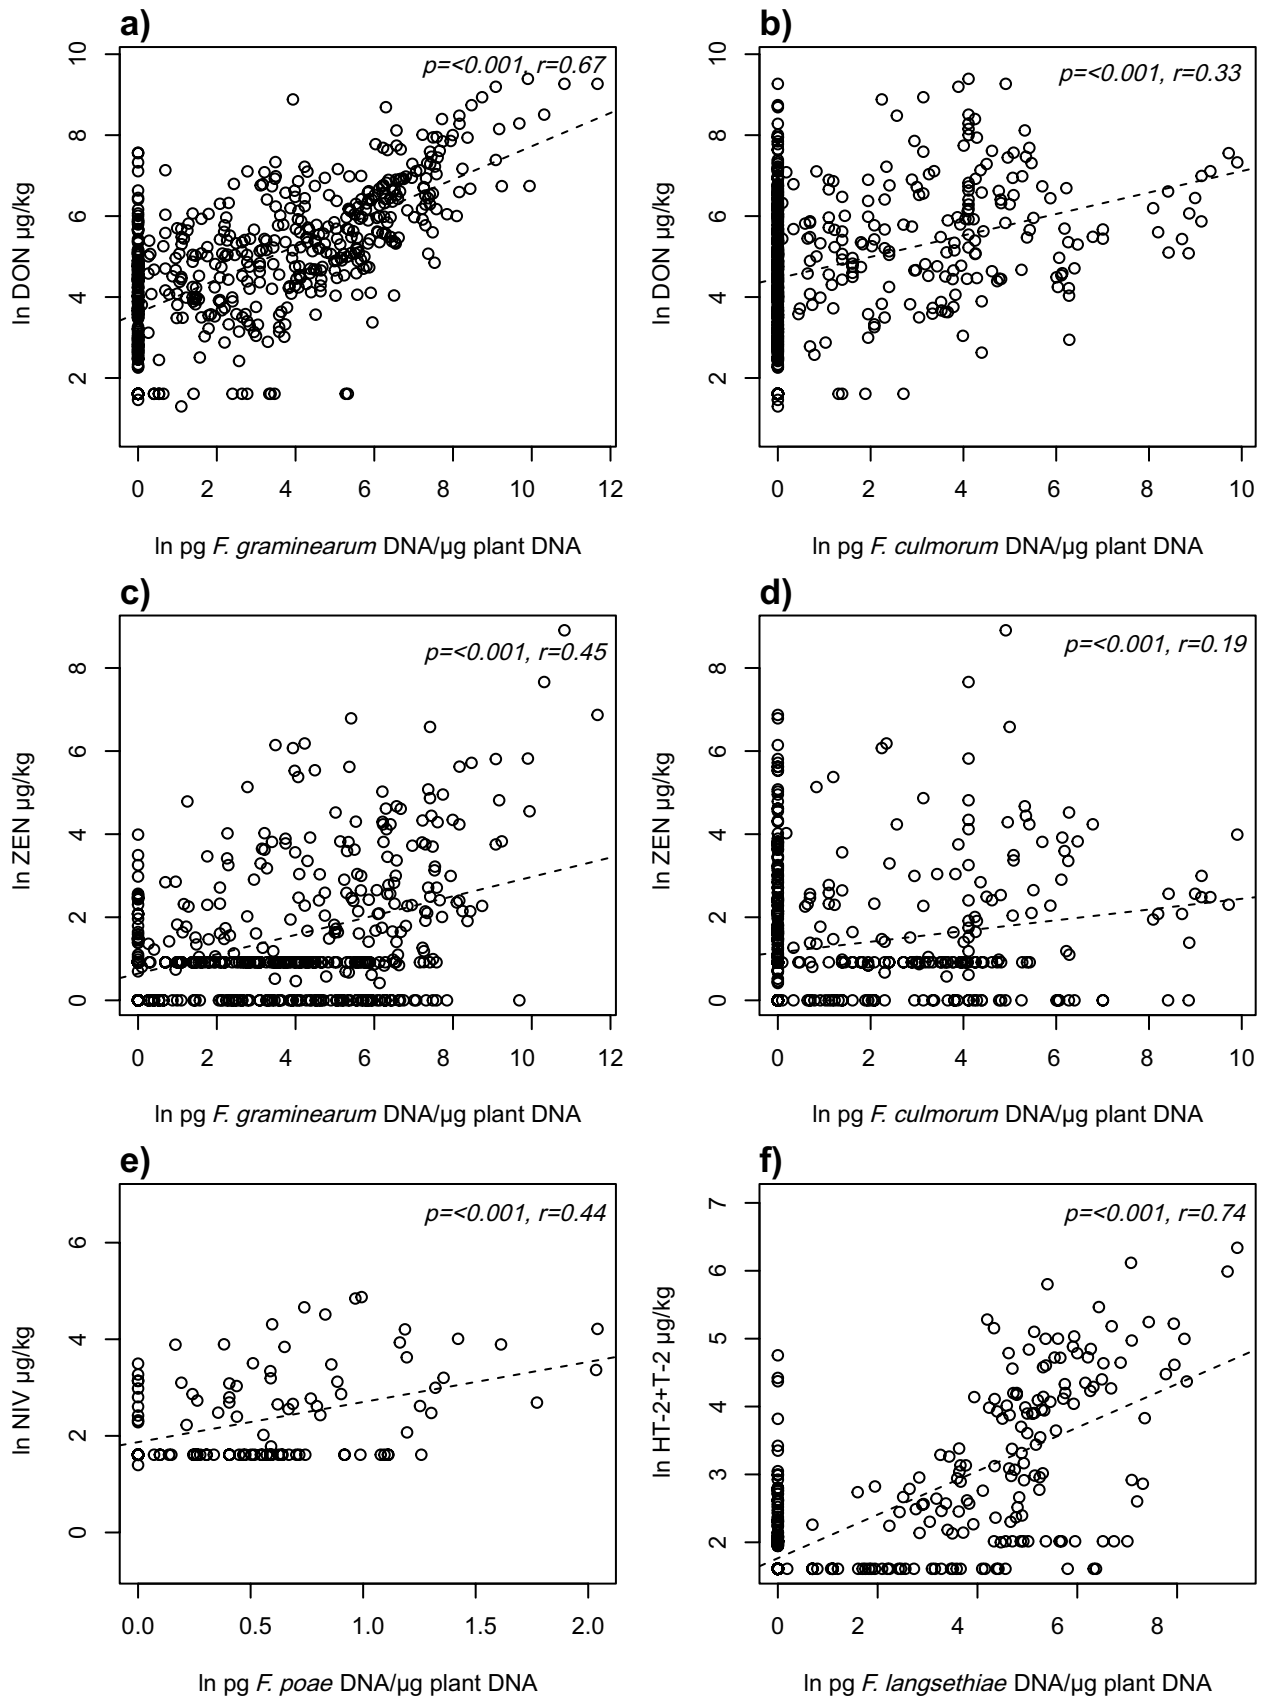 a)
p=<0.001, r=0.67
ln DON µg/kg
10
8
6
4
2
0 2 4 6 8 10 12
ln pg F. graminearum DNA/µg plant DNA
b)
p=<0.001, r=0.33
ln DON µg/kg
10
8
6
4
2
0 2 4 6 8 10
ln pg F. culmorum DNA/µg plant DNA
c)
p=<0.001, r=0.45
ln ZEN µg/kg
8
6
4
2
0
0 2 4 6 8 10 12
ln pg F. graminearum DNA/µg plant DNA
d)
p=<0.001, r=0.19
ln ZEN µg/kg
8
6
4
2
0
0 2 4 6 8 10
ln pg F. culmorum DNA/µg plant DNA
e)
p=<0.001, r=0.44
ln NIV µg/kg
6
4
2
0
0.0 0.5 1.0 1.5 2.0
ln pg F. poae DNA/µg plant DNA
f)
p=<0.001, r=0.74
ln HT-2+T-2 µg/kg
7
6
5
4
3
2
0 2 4 6 8
ln pg F. langsethiae DNA/µg plant DNA